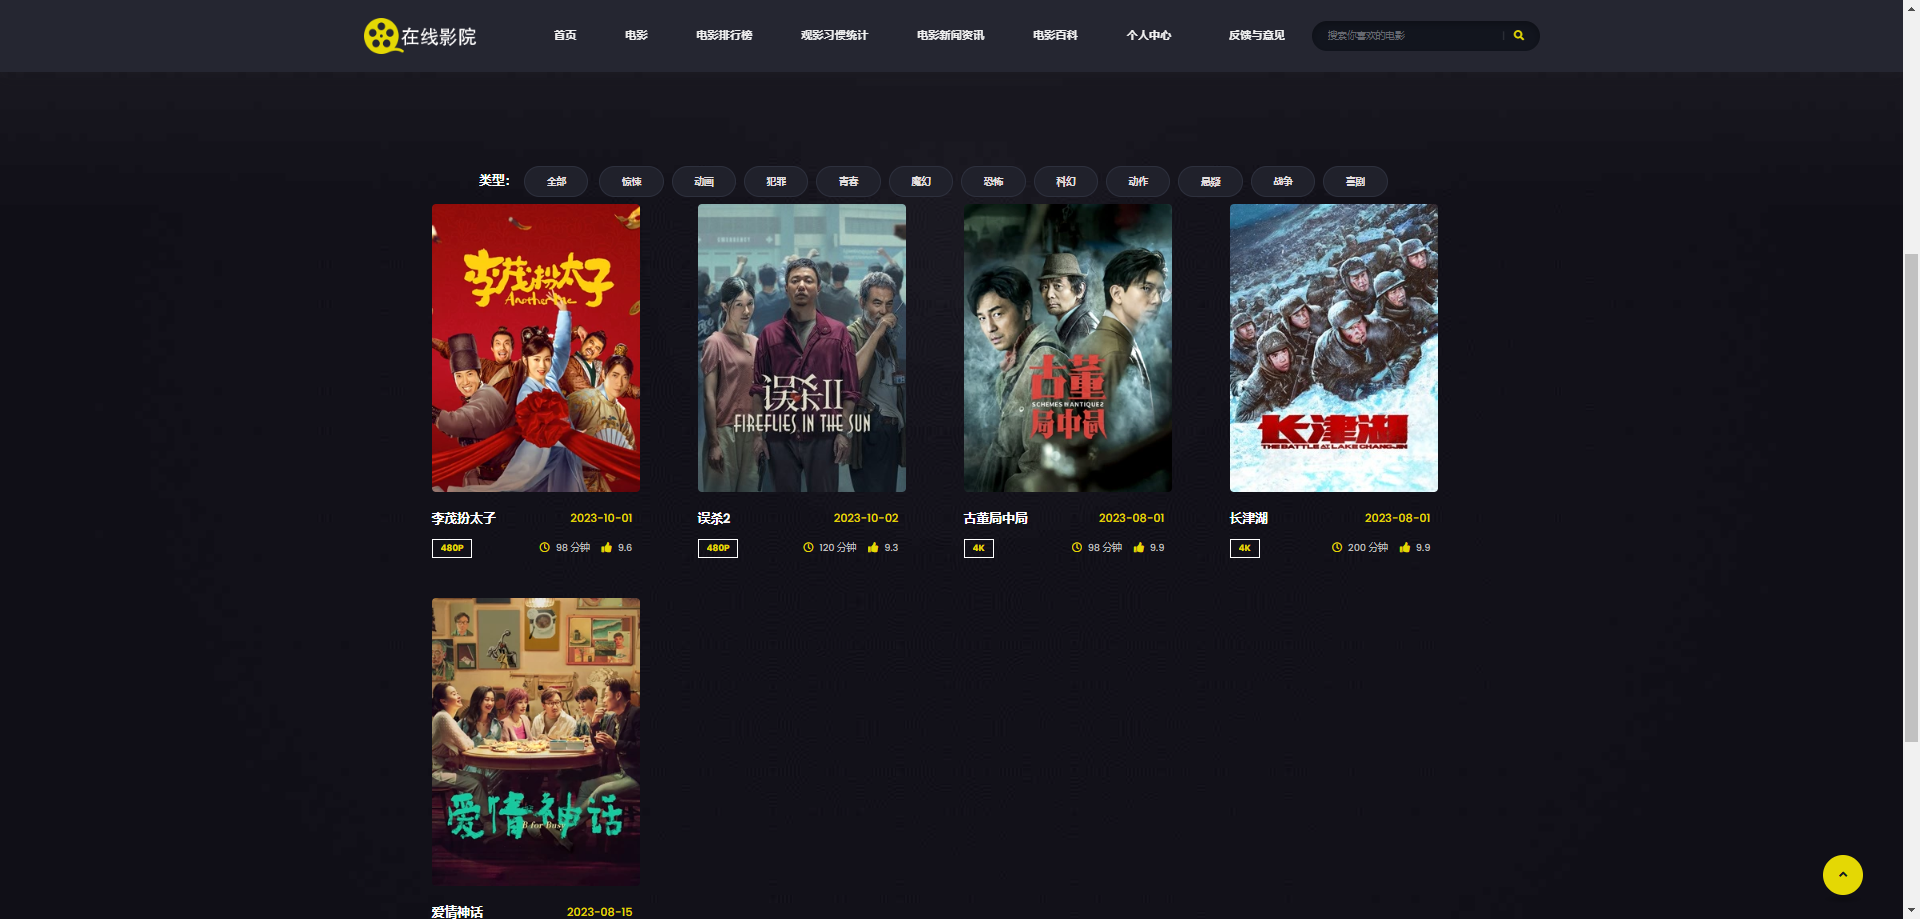 在线影院
首页 电影 电影排行榜 观影习惯统计 电影新闻资讯 电影百科 个人中心 反馈与意见
搜索你喜欢的电影
类型: 全部 惊悚 动画 犯罪 青春 魔幻 恐怖 科幻 动作 悬疑 战争 喜剧
李茂扮太子
Another Me
误杀II
FIREFLIES IN THE SUN
古董
SCHEMES IN ANTIQUES
局中局
长津湖
THE BATTLE AT LAKE CHANGJIN
李茂扮太子 2023-10-01
480P 98 分钟 9.6
误杀2 2023-10-02
480P 120 分钟 9.3
古董局中局 2023-08-01
4K 98 分钟 9.9
长津湖 2023-08-01
4K 200 分钟 9.9
爱情神话
B for Busy
爱情神话 2023-08-15